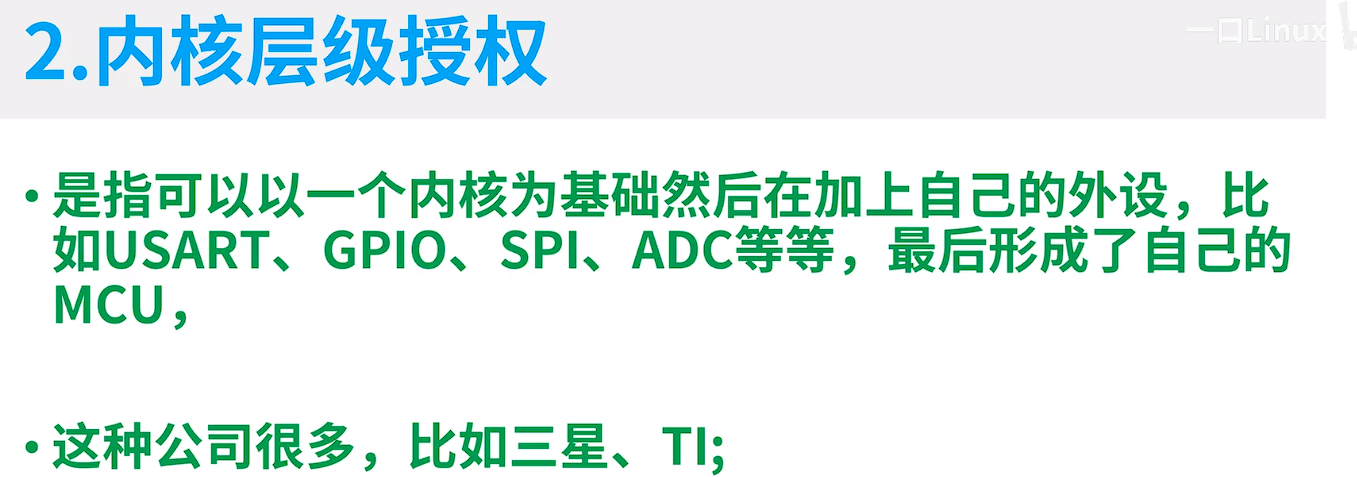 2.内核层级授权
一口Linux
• 是指可以以一个内核为基础然后在加上自己的外设，比
如USART、GPIO、SPI、ADC等等，最后形成了自己的
MCU，
• 这种公司很多，比如三星、TI;